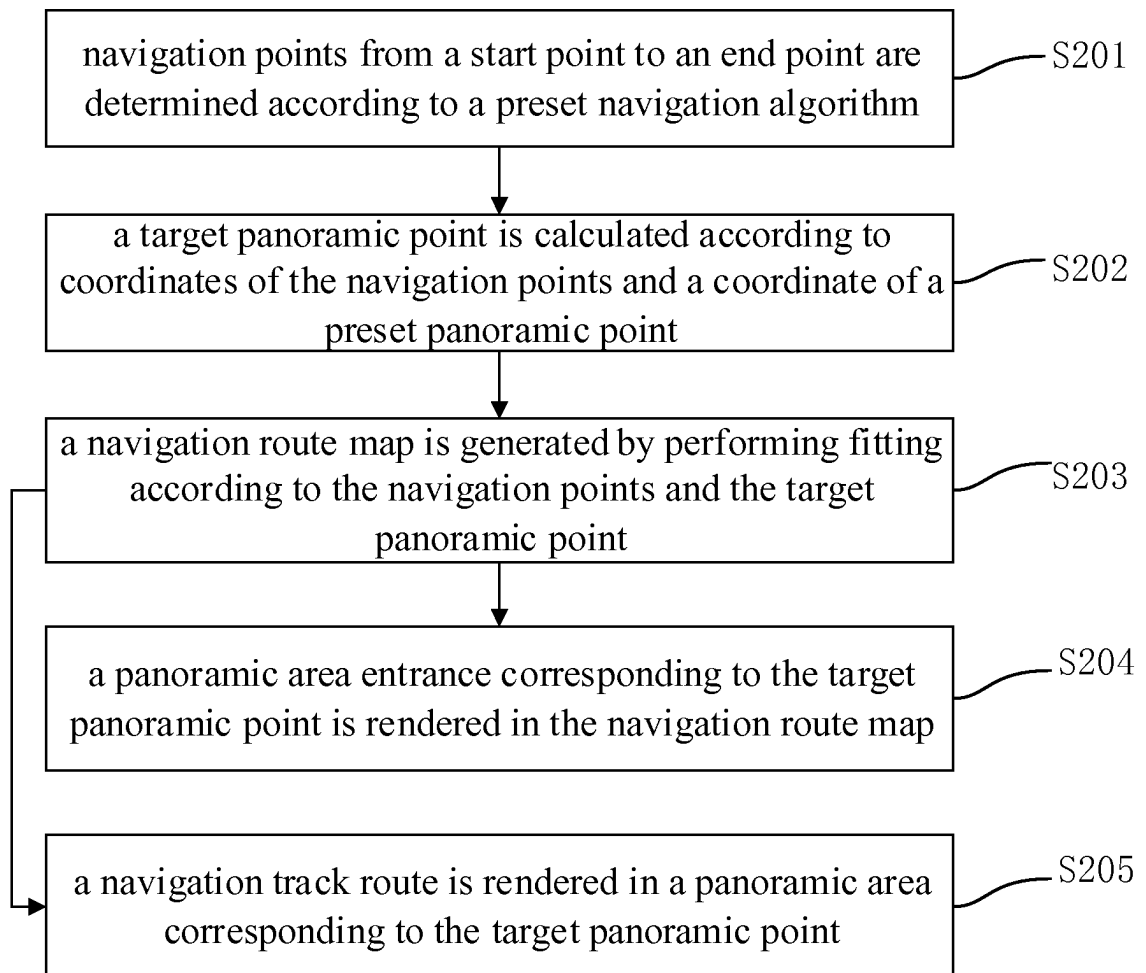 navigation points from a start point to an end point are
determined according to a preset navigation algorithm
S201
a target panoramic point is calculated according to
coordinates of the navigation points and a coordinate of a
preset panoramic point
S202
a navigation route map is generated by performing fitting
according to the navigation points and the target
panoramic point
S203
a panoramic area entrance corresponding to the target
panoramic point is rendered in the navigation route map
S204
a navigation track route is rendered in a panoramic area
corresponding to the target panoramic point
S205